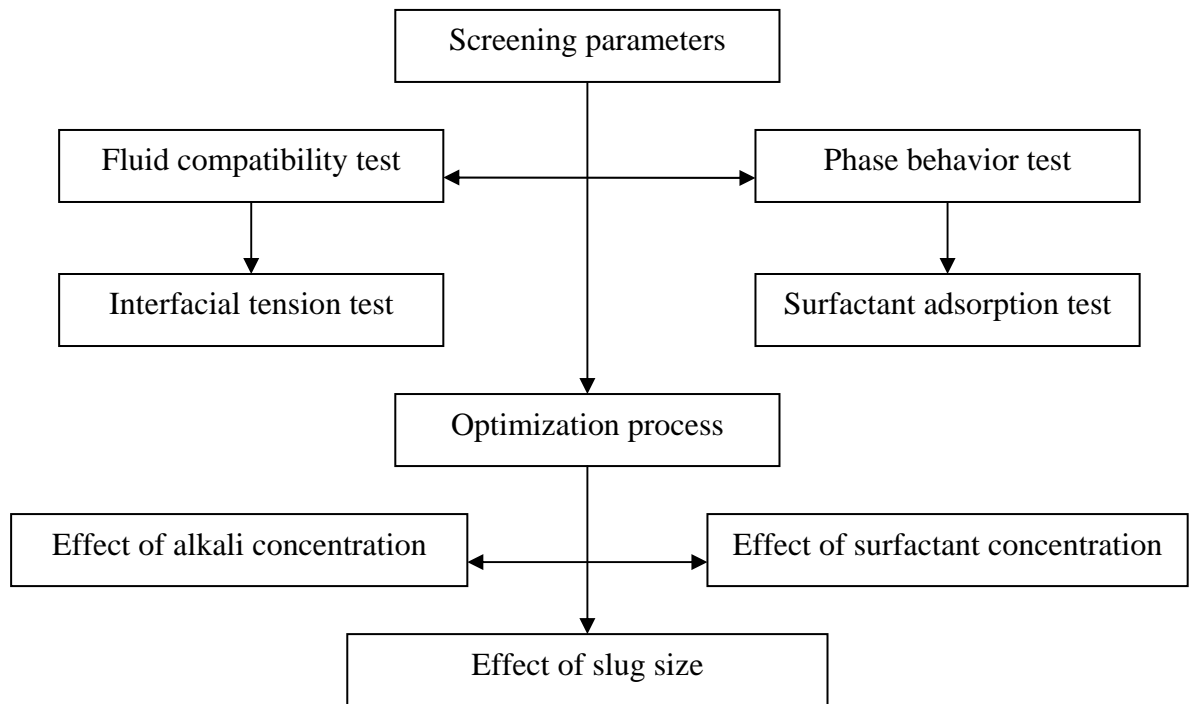 Screening parameters
Fluid compatibility test
Phase behavior test
Interfacial tension test
Surfactant adsorption test
Optimization process
Effect of alkali concentration
Effect of surfactant concentration
Effect of slug size